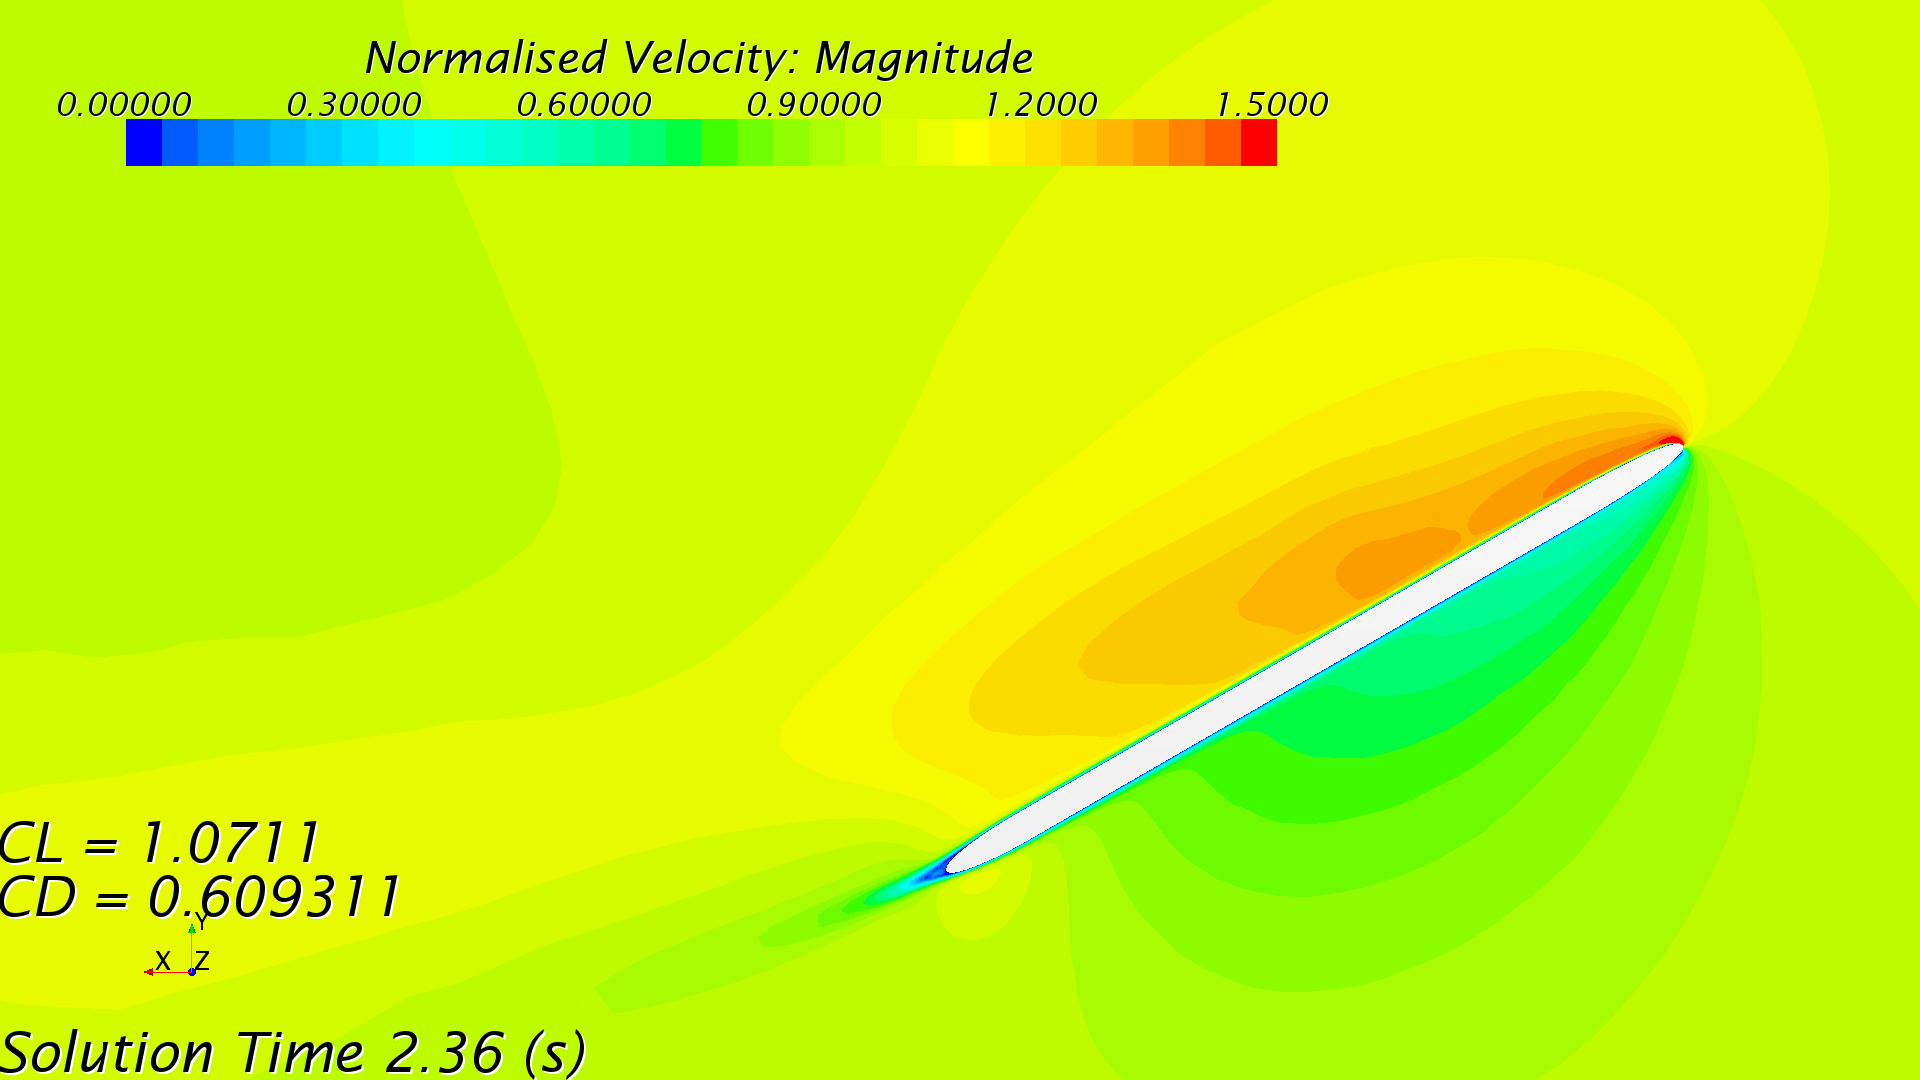 Normalised Velocity: Magnitude
0.00000 0.30000 0.60000 0.90000 1.2000 1.5000
CL = 1.0711
CD = 0.609311
Y
X Z
Solution Time 2.36 (s)